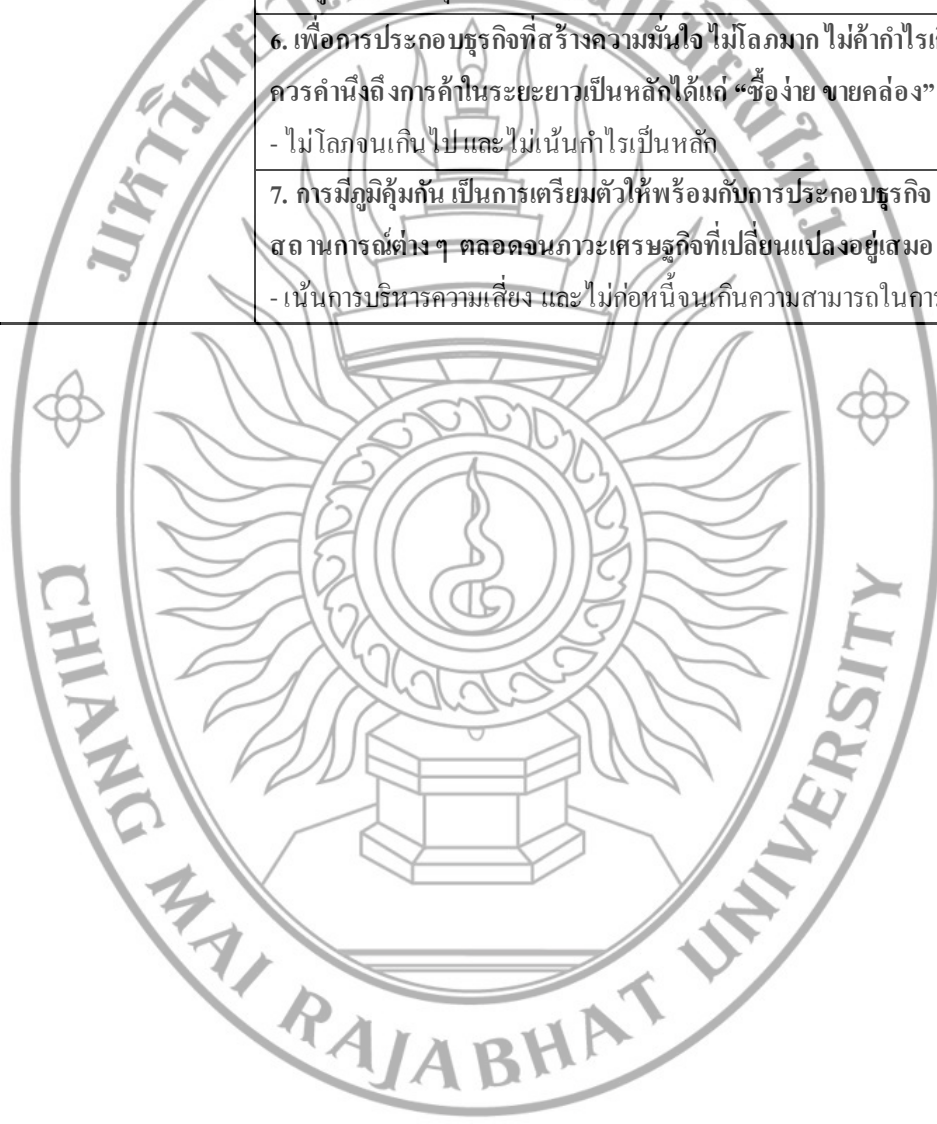 6. เพื่อการประกอบธุรกิจที่สร้างความมั่นใจ ไม่โลภมาก ไม่ค้ากำไรเ
ควรคำนึงถึงการค้าในระยะยาวเป็นหลักได้แก่ “ซื้อง่าย ขายคล่อง”
- ไม่โลภจนเกินไป และไม่เน้นกำไรเป็นหลัก
7. การมีภูมิคุ้มกัน เป็นการเตรียมตัวให้พร้อมกับการประกอบธุรกิจ
สถานการณ์ต่าง ๆ ตลอดจนภาวะเศรษฐกิจที่เปลี่ยนแปลงอยู่เสมอ
- เน้นการบริหารความเสี่ยง และไม่ก่อหนี้จนเกินความสามารถในการ
CHIANG MAI RAJABHAT UNIVERSITY